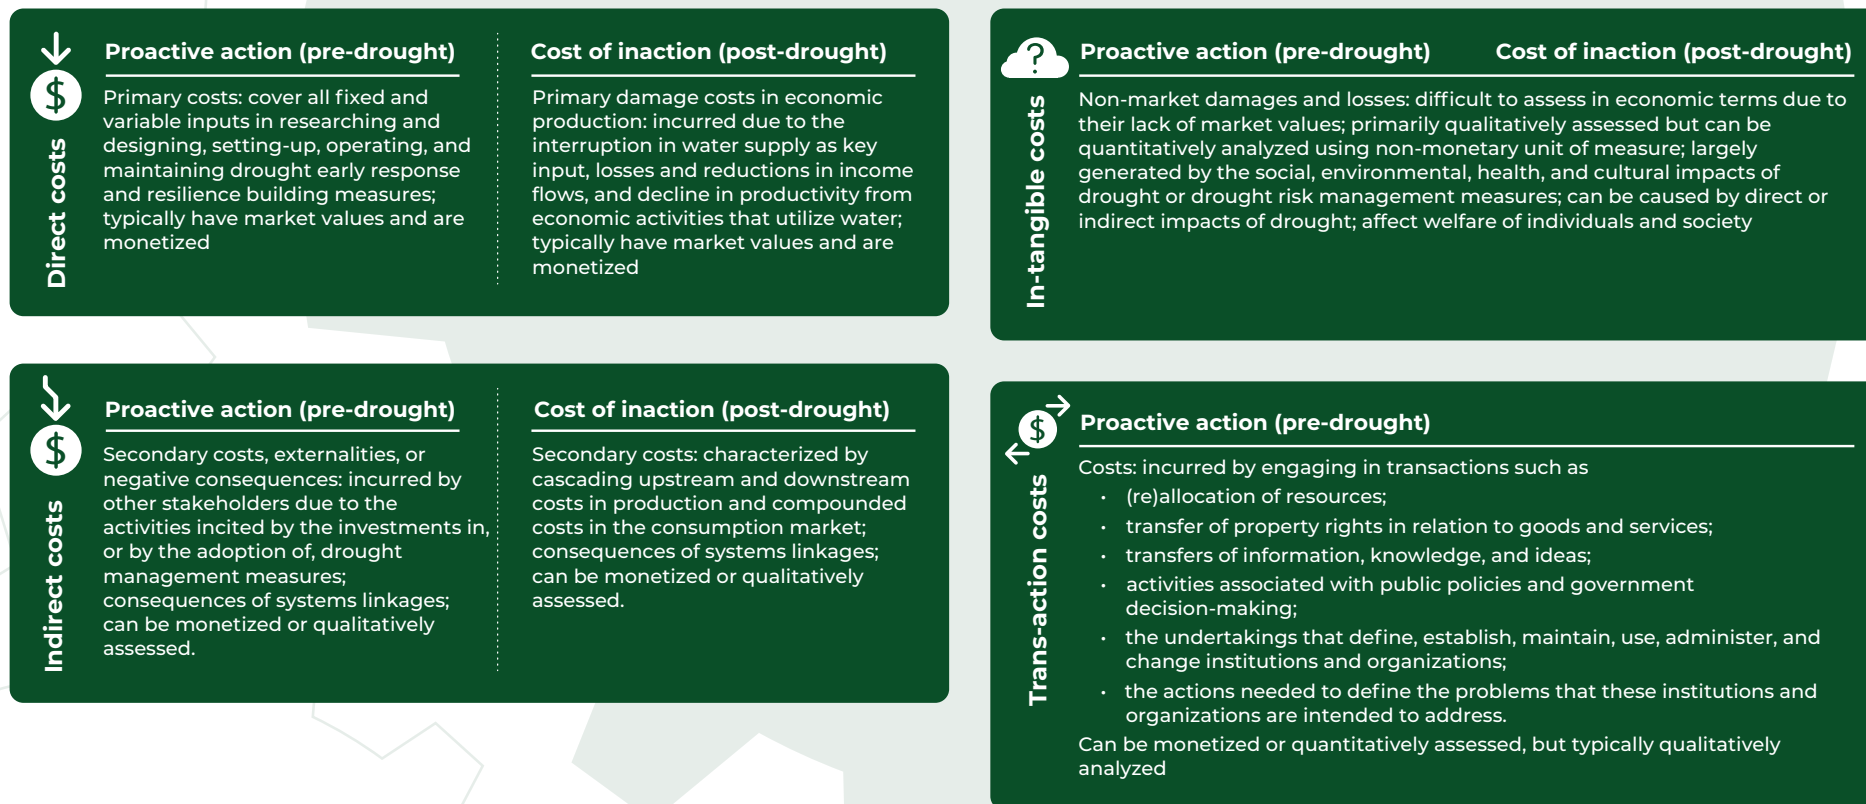 Direct costs
Proactive action (pre-drought)
Primary costs: cover all fixed and
variable inputs in researching and
designing, setting-up, operating, and
maintaining drought early response
and resilience building measures;
typically have market values and are
monetized
Cost of inaction (post-drought)
Primary damage costs in economic
production: incurred due to the
interruption in water supply as key
input, losses and reductions in income
flows, and decline in productivity from
economic activities that utilize water;
typically have market values and are
monetized
Indirect costs
Proactive action (pre-drought)
Secondary costs, externalities, or
negative consequences: incurred by
other stakeholders due to the
activities incited by the investments in,
or by the adoption of, drought
management measures;
consequences of systems linkages;
can be monetized or qualitatively
assessed.
Cost of inaction (post-drought)
Secondary costs: characterized by
cascading upstream and downstream
costs in production and compounded
costs in the consumption market;
consequences of systems linkages;
can be monetized or qualitatively
assessed.
In-tangible costs
Proactive action (pre-drought) Cost of inaction (post-drought)
Non-market damages and losses: difficult to assess in economic terms due to
their lack of market values; primarily qualitatively assessed but can be
quantitatively analyzed using non-monetary unit of measure; largely
generated by the social, environmental, health, and cultural impacts of
drought or drought risk management measures; can be caused by direct or
indirect impacts of drought; affect welfare of individuals and society
Trans-action costs
Proactive action (pre-drought)
Costs: incurred by engaging in transactions such as
• (re)allocation of resources;
• transfer of property rights in relation to goods and services;
• transfers of information, knowledge, and ideas;
• activities associated with public policies and government
decision-making;
• the undertakings that define, establish, maintain, use, administer, and
change institutions and organizations;
• the actions needed to define the problems that these institutions and
organizations are intended to address.
Can be monetized or quantitatively assessed, but typically qualitatively
analyzed